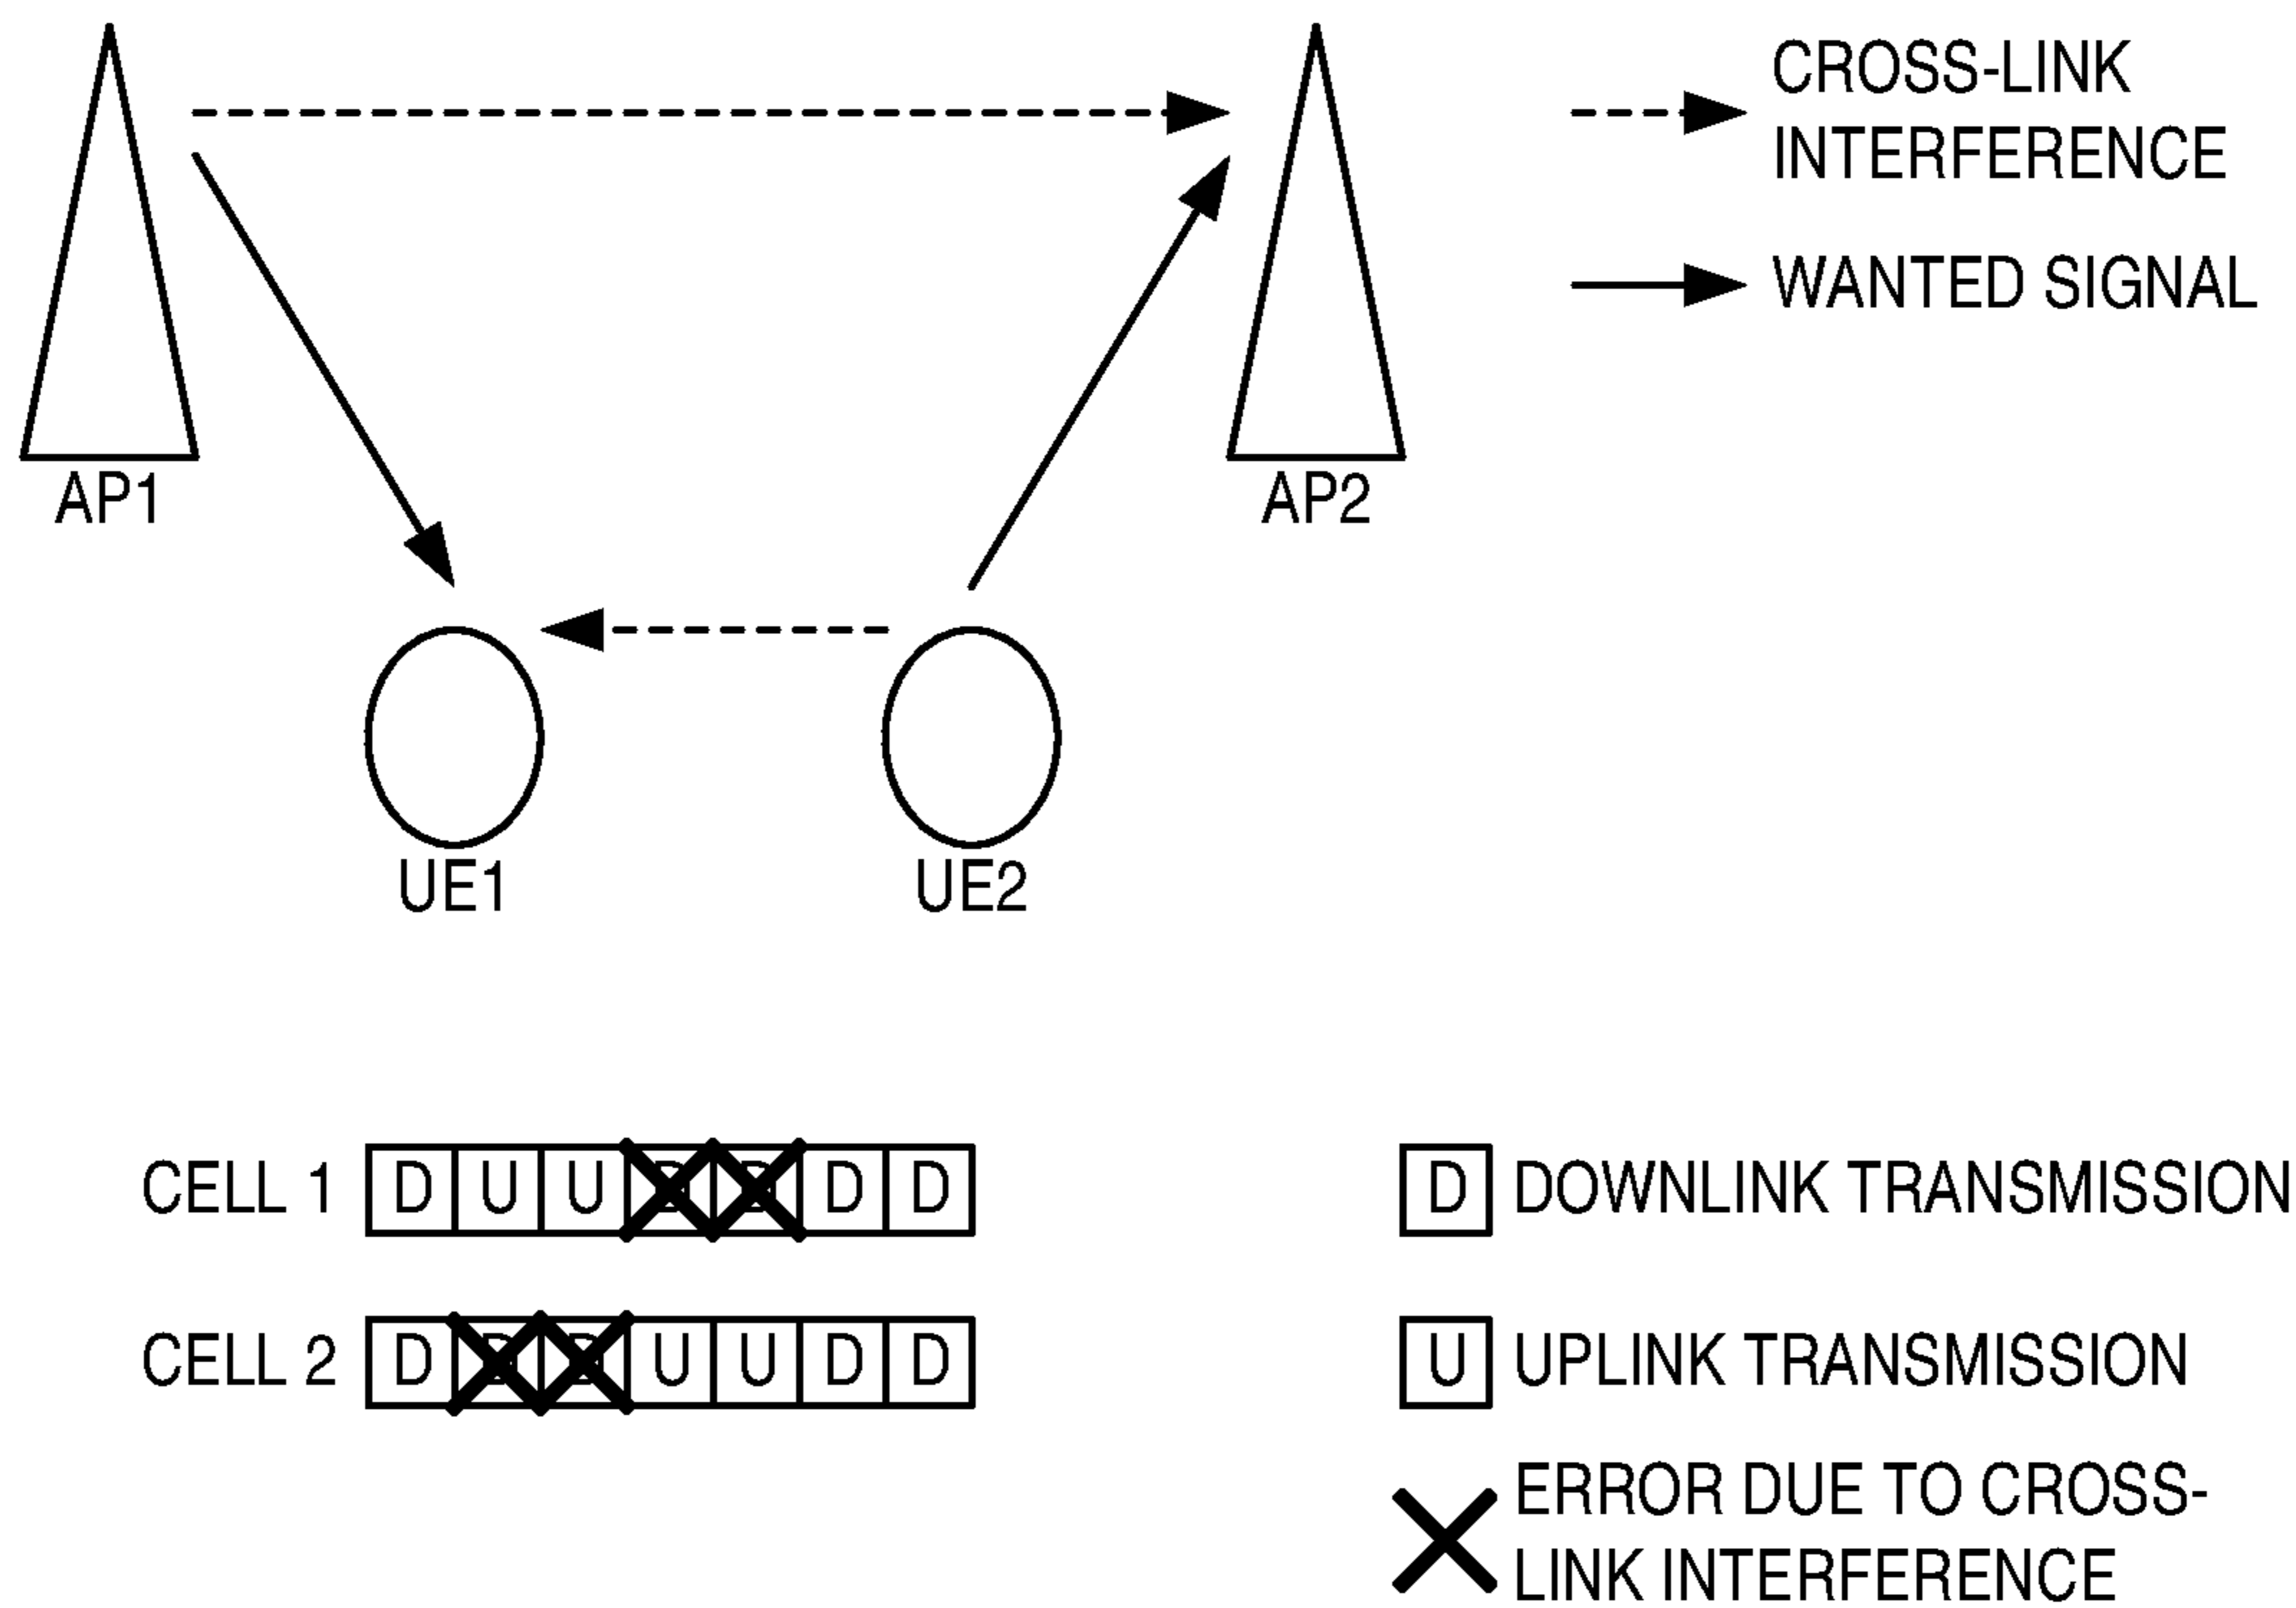 CROSS-LINK
INTERFERENCE
WANTED SIGNAL
AP1
AP2
UE1
UE2
CELL 1 D U U D D D D
D DOWNLINK TRANSMISSION
CELL 2 D D D U U D D
U UPLINK TRANSMISSION
ERROR DUE TO CROSS-
LINK INTERFERENCE